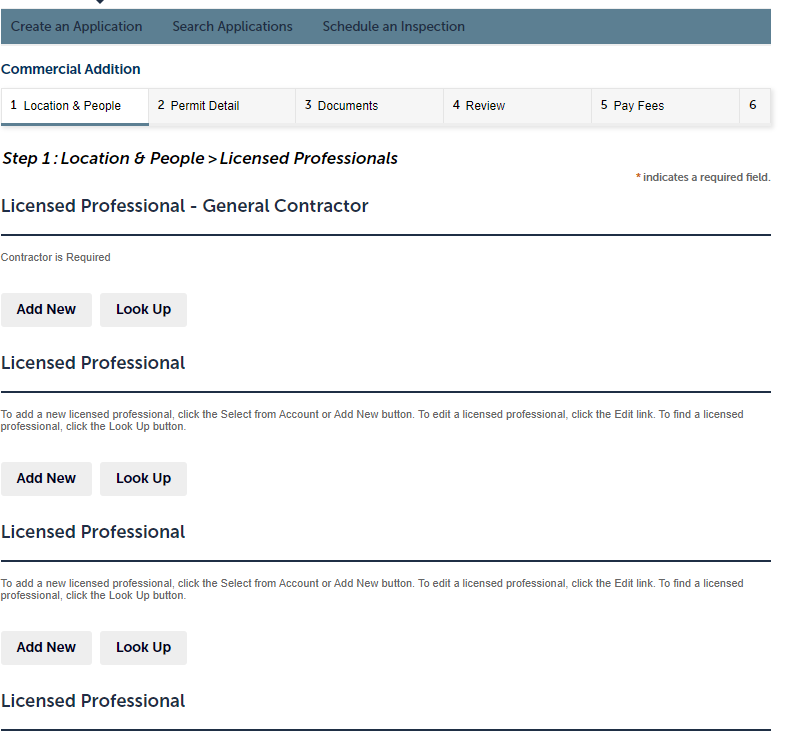 Create an Application Search Applications Schedule an Inspection
Commercial Addition
1 Location & People 2 Permit Detail 3 Documents 4 Review 5 Pay Fees 6
Step 1: Location & People > Licensed Professionals
* indicates a required field.
Licensed Professional - General Contractor
Contractor is Required
Add New Look Up
Licensed Professional
To add a new licensed professional, click the Select from Account or Add New button. To edit a licensed professional, click the Edit link. To find a licensed
professional, click the Look Up button.
Add New Look Up
Licensed Professional
To add a new licensed professional, click the Select from Account or Add New button. To edit a licensed professional, click the Edit link. To find a licensed
professional, click the Look Up button.
Add New Look Up
Licensed Professional